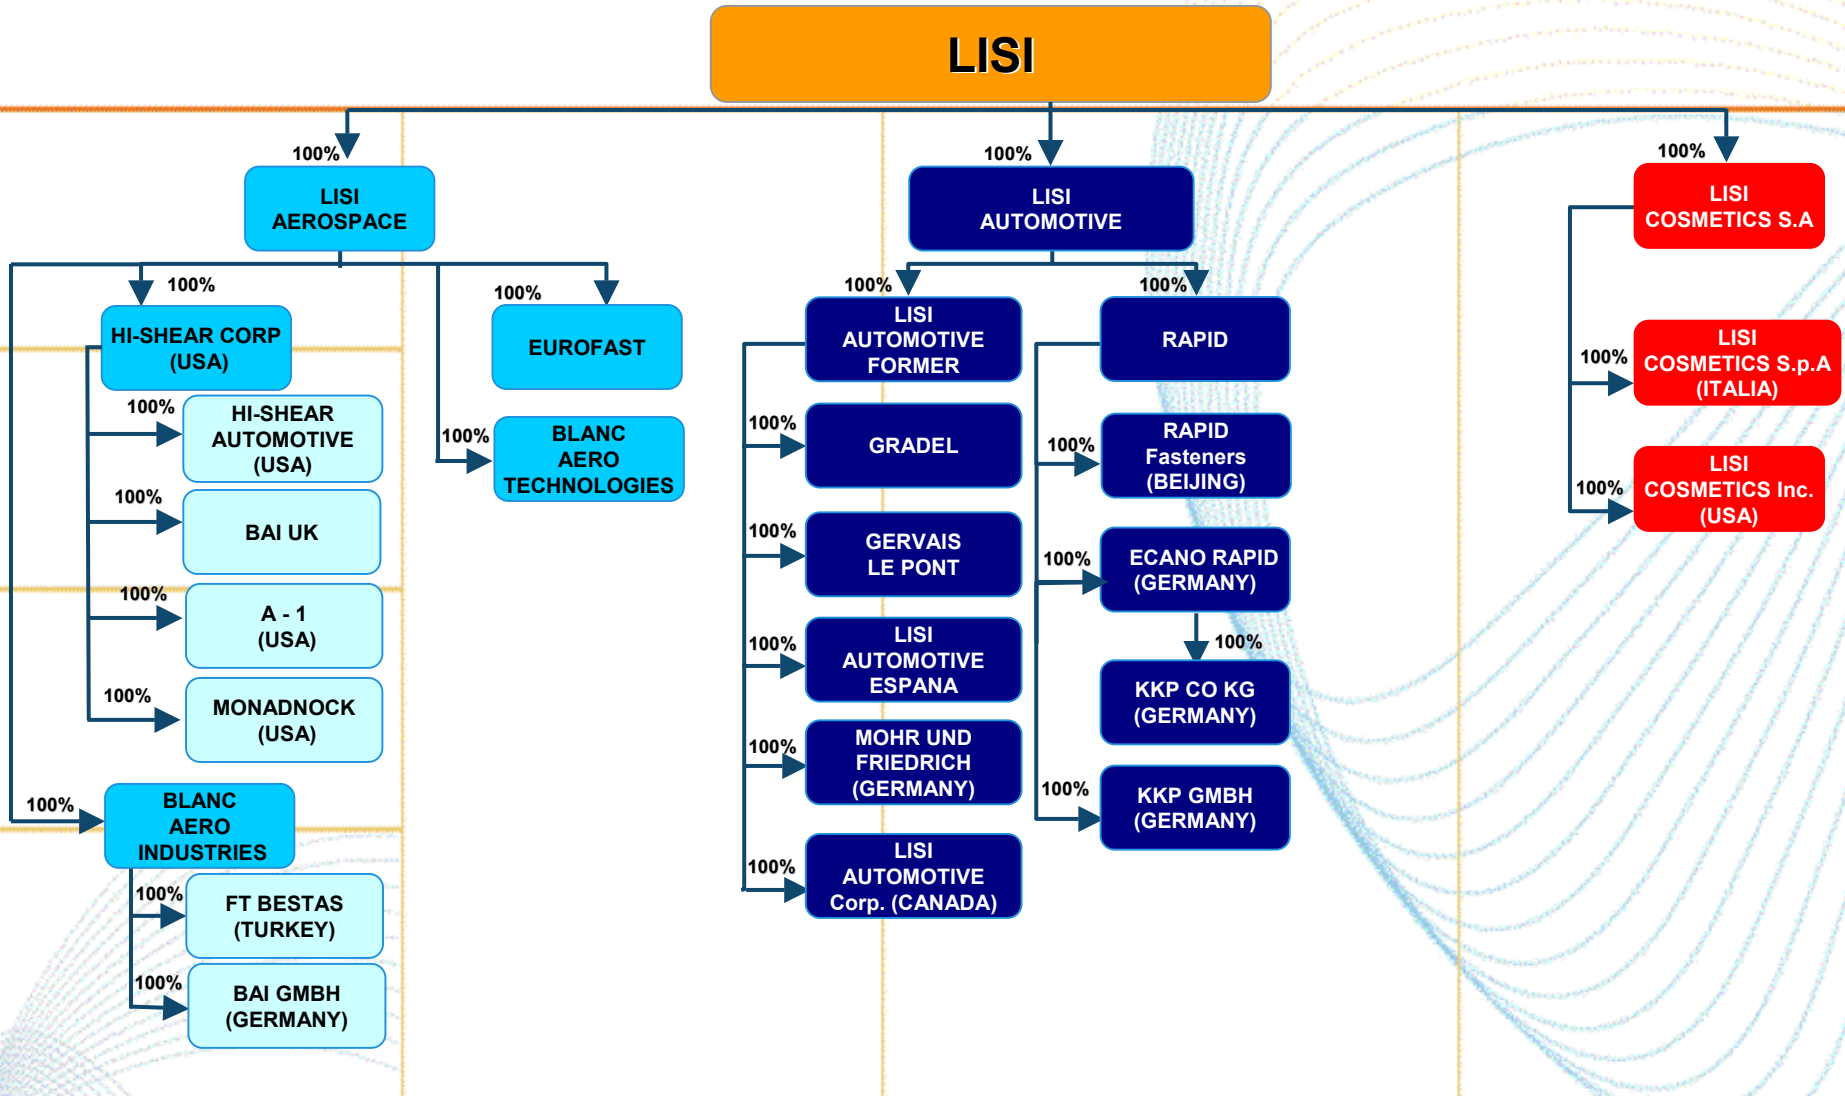 LISI
100%
LISI
AEROSPACE
100%
HI-SHEAR CORP
(USA)
100%
HI-SHEAR
AUTOMOTIVE
(USA)
100%
BAI UK
100%
A - 1
(USA)
100%
MONADNOCK
(USA)
100%
BLANC
AERO
INDUSTRIES
100%
FT BESTAS
(TURKEY)
100%
BAI GMBH
(GERMANY)
100%
EUROFAST
100%
BLANC
AERO
TECHNOLOGIES
100%
LISI
AUTOMOTIVE
100%
LISI
AUTOMOTIVE
FORMER
100%
GRADEL
100%
GERVAIS
LE PONT
100%
LISI
AUTOMOTIVE
ESPANA
100%
MOHR UND
FRIEDRICH
(GERMANY)
100%
LISI
AUTOMOTIVE
Corp. (CANADA)
100%
RAPID
100%
RAPID
Fasteners
(BEIJING)
100%
ECANO RAPID
(GERMANY)
100%
KKP CO KG
(GERMANY)
100%
KKP GMBH
(GERMANY)
100%
LISI
COSMETICS S.A
100%
LISI
COSMETICS S.p.A
(ITALIA)
100%
LISI
COSMETICS Inc.
(USA)